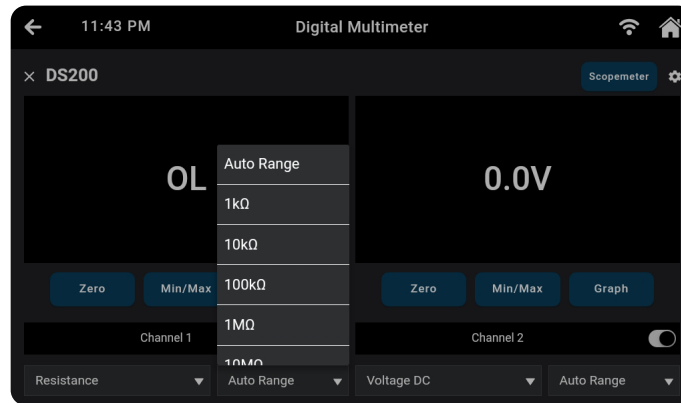 11:43 PM Digital Multimeter
DS200 Scopemeter
OL 0.0V
Auto Range
1kΩ
10kΩ
100kΩ
1MΩ
10MΩ
Zero Min/Max Zero Min/Max Graph
Channel 1 Channel 2
Resistance Auto Range Voltage DC Auto Range